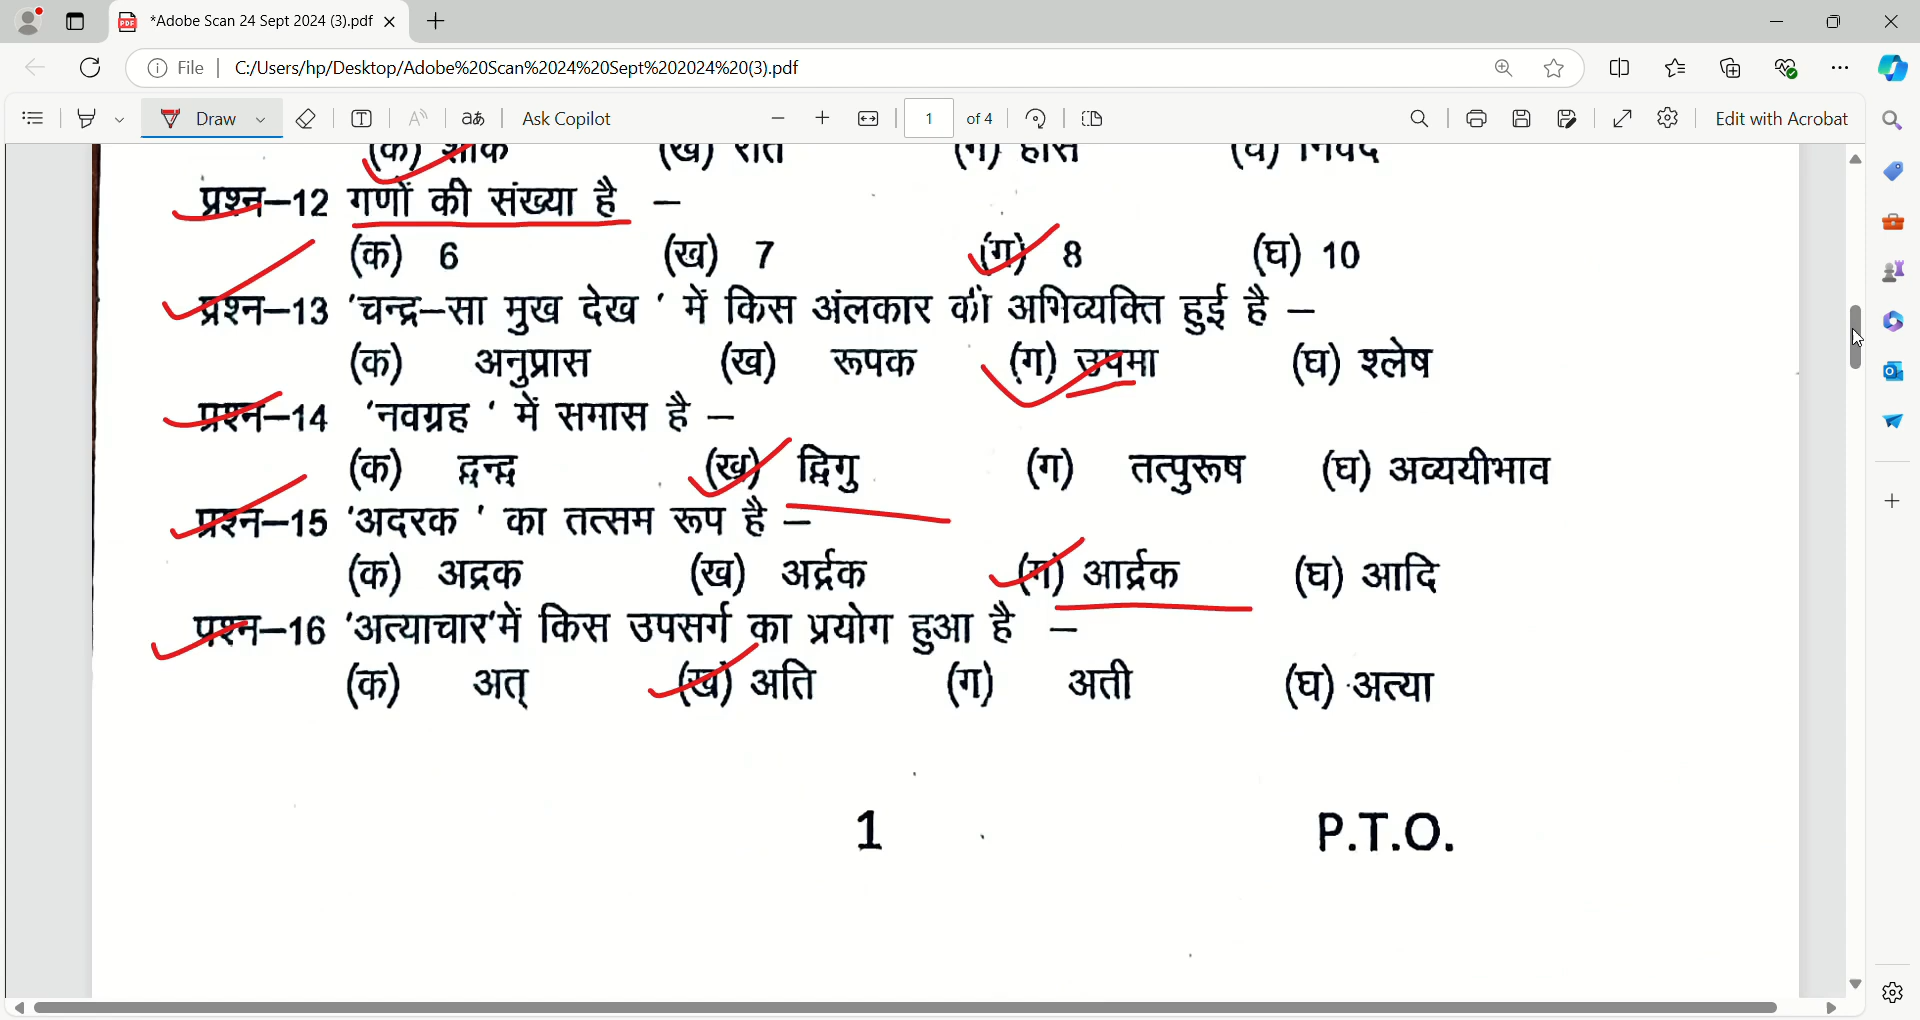 *Adobe Scan 24 Sept 2024 (3).pdf
File C:/Users/hp/Desktop/Adobe%20Scan%2024%20Sept%202024%20(3).pdf
Draw Ask Copilot 1 of 4 Edit with Acrobat
(क) शोक (ख) रति (ग) हास (घ) निर्वेद
प्रश्न–12 गणों की संख्या है –
(क) 6 (ख) 7 (ग) 8 (घ) 10
प्रश्न–13 'चन्द्र–सा मुख देख ' में किस अंलकार की अभिव्यक्ति हुई है –
(क) अनुप्रास (ख) रूपक (ग) उपमा (घ) श्लेष
प्रश्न–14 'नवग्रह ' में समास है –
(क) द्वन्द्व (ख) द्विगु (ग) तत्पुरूष (घ) अव्ययीभाव
प्रश्न–15 'अदरक ' का तत्सम रूप है –
(क) अद्रक (ख) अर्द्रक (ग) आर्द्रक (घ) आदि
प्रश्न–16 'अत्याचार'में किस उपसर्ग का प्रयोग हुआ है –
(क) अत् (ख) अति (ग) अती (घ) अत्या
1 P.T.O.